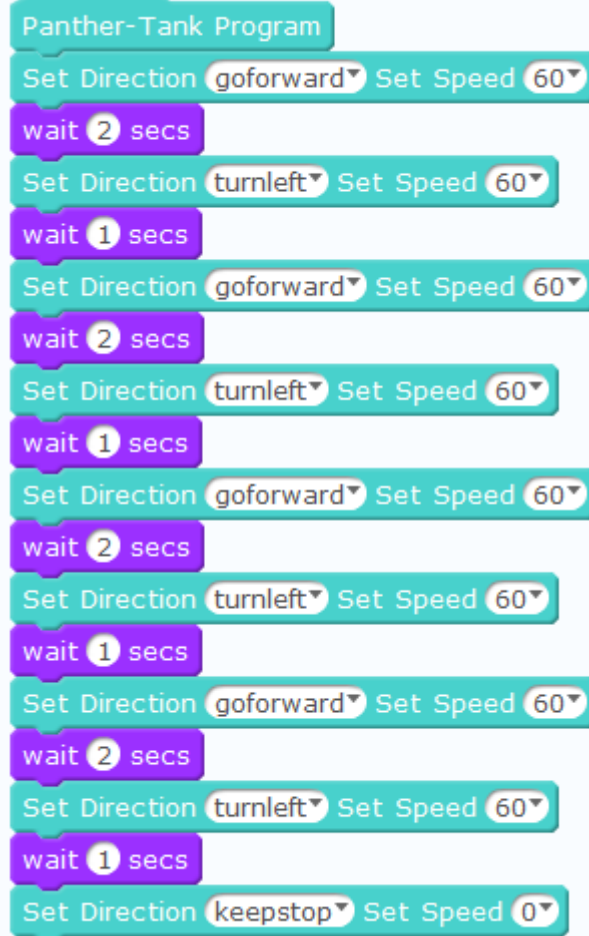 Panther-Tank Program
Set Direction goforward Set Speed 60
wait 2 secs
Set Direction turnleft Set Speed 60
wait 1 secs
Set Direction goforward Set Speed 60
wait 2 secs
Set Direction turnleft Set Speed 60
wait 1 secs
Set Direction goforward Set Speed 60
wait 2 secs
Set Direction turnleft Set Speed 60
wait 1 secs
Set Direction goforward Set Speed 60
wait 2 secs
Set Direction turnleft Set Speed 60
wait 1 secs
Set Direction keepstop Set Speed 0